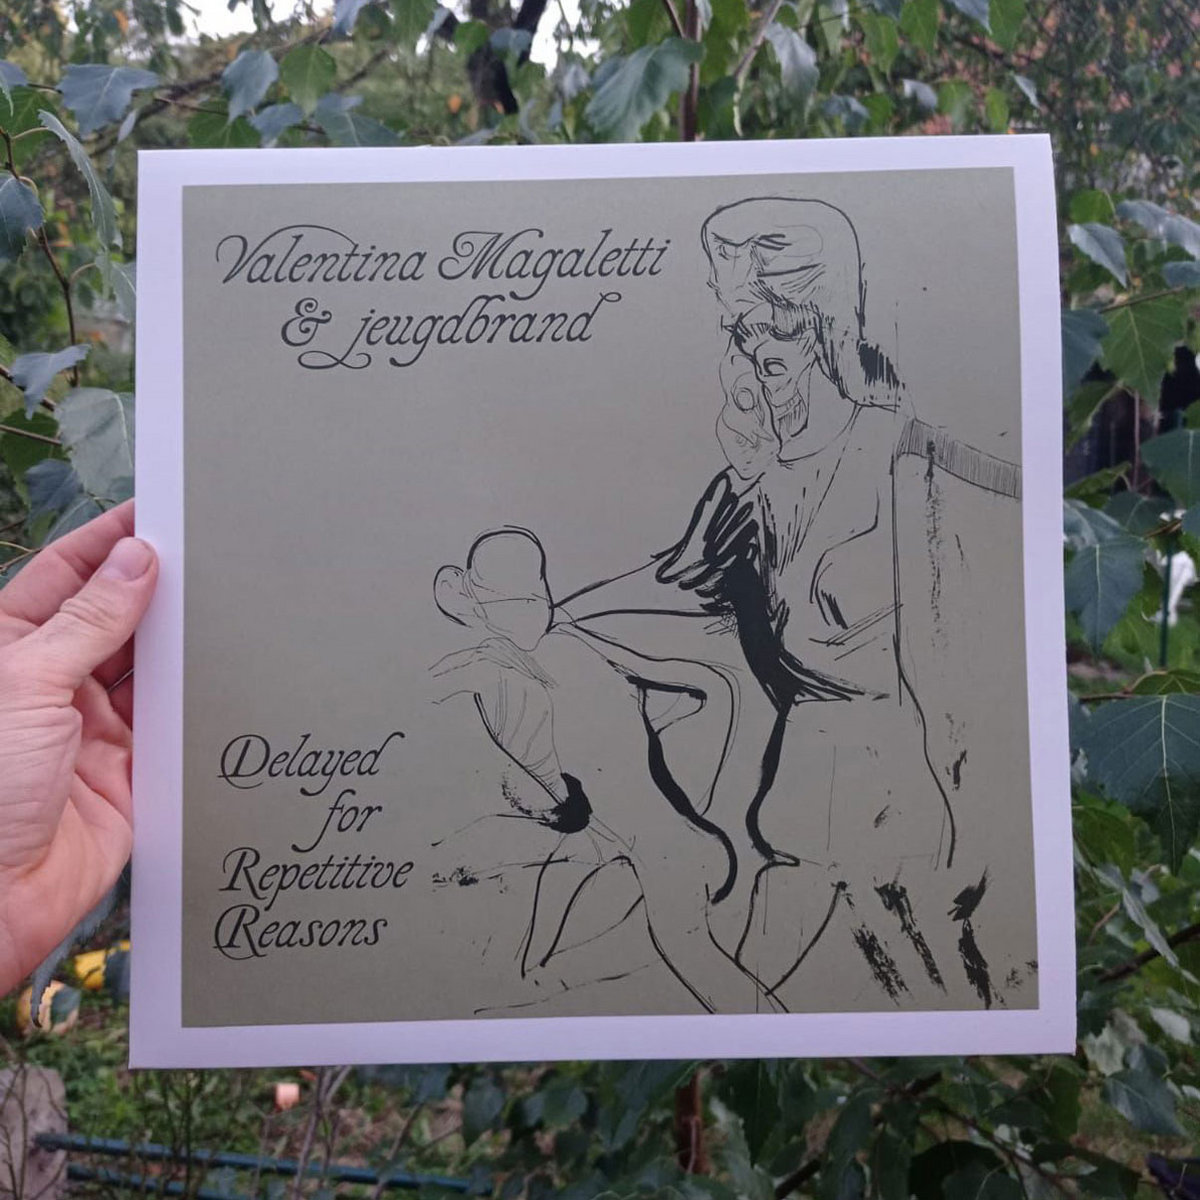 Valentina Magaletti
& jeugdbrand
Delayed
for
Repetitive
Reasons